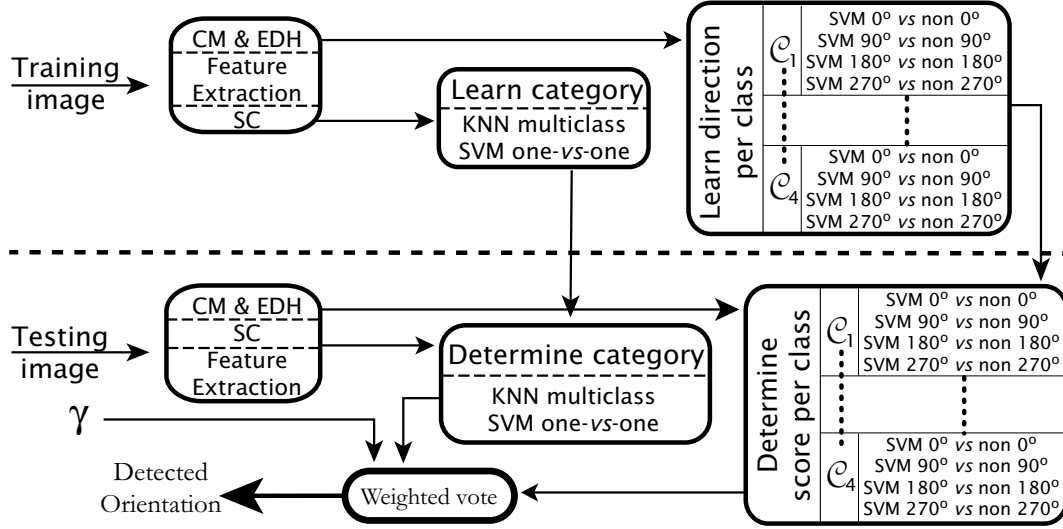 Training
image
CM & EDH
Feature
Extraction
SC
Learn category
KNN multiclass
SVM one-vs-one
Learn direction
per class
C1
SVM 0° vs non 0°
SVM 90° vs non 90°
SVM 180° vs non 180°
SVM 270° vs non 270°
C4
SVM 0° vs non 0°
SVM 90° vs non 90°
SVM 180° vs non 180°
SVM 270° vs non 270°
Testing
image
CM & EDH
SC
Feature
Extraction
Determine category
KNN multiclass
SVM one-vs-one
Determine
score per class
C1
SVM 0° vs non 0°
SVM 90° vs non 90°
SVM 180° vs non 180°
SVM 270° vs non 270°
C4
SVM 0° vs non 0°
SVM 90° vs non 90°
SVM 180° vs non 180°
SVM 270° vs non 270°
γ
Weighted vote
Detected
Orientation